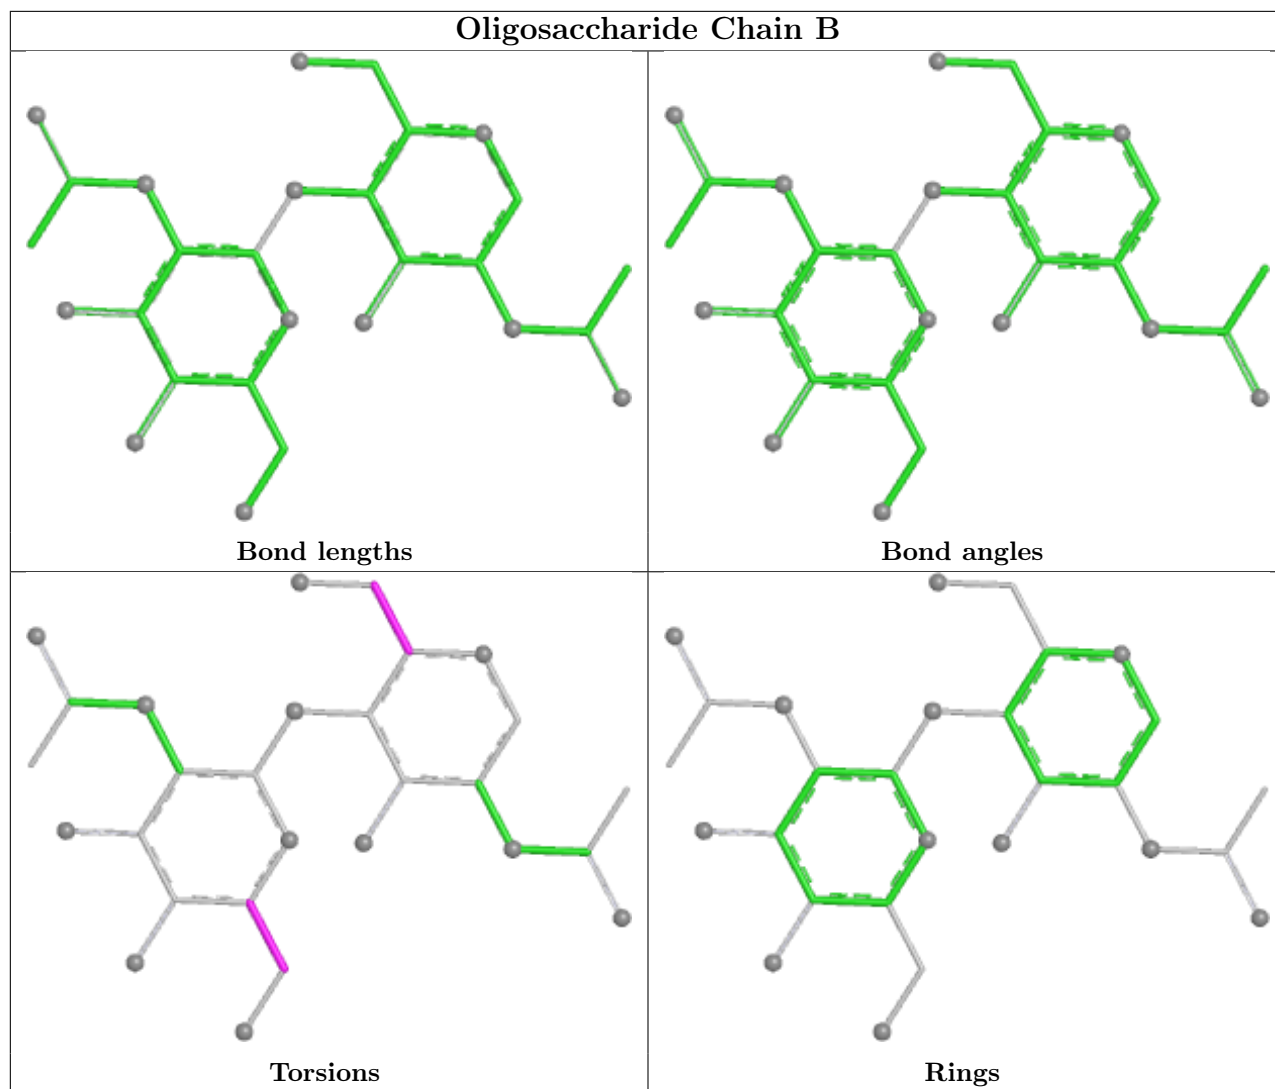 Oligosaccharide Chain B
Bond lengths
Bond angles
Torsions
Rings